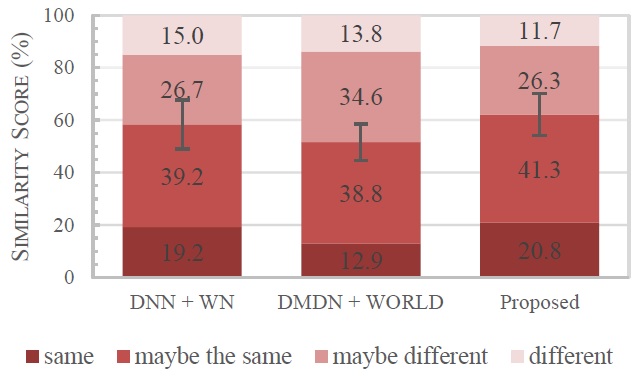 SIMILARITY SCORE (%)
100
80
60
40
20
0
15.0
26.7
39.2
19.2
13.8
34.6
38.8
12.9
11.7
26.3
41.3
20.8
DNN + WN
DMDN + WORLD
Proposed
same
maybe the same
maybe different
different